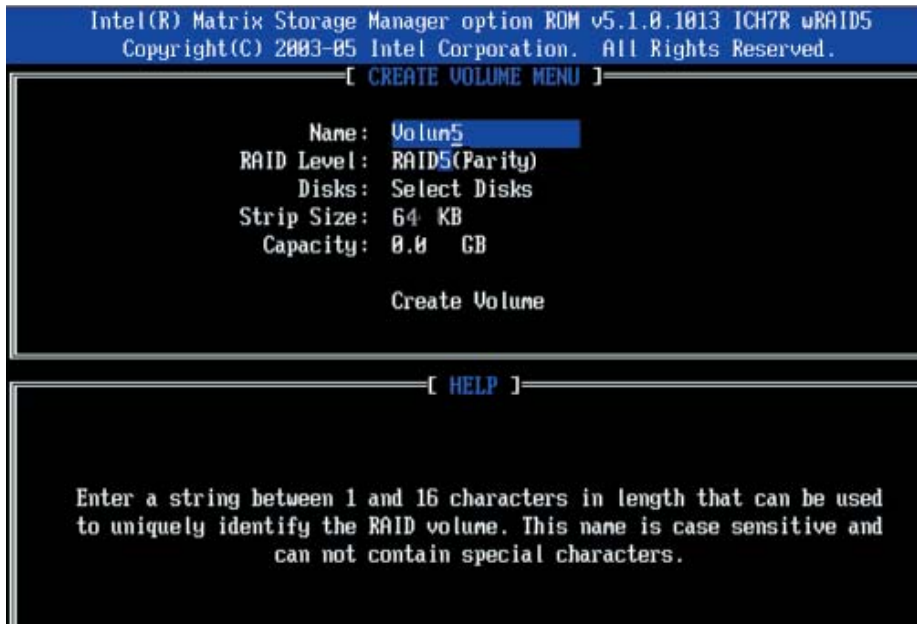 Intel(R) Matrix Storage Manager option ROM v5.1.0.1013 ICH7R wRAID5
Copyright(C) 2003-05 Intel Corporation. All Rights Reserved.
[ CREATE VOLUME MENU ]
Name: Volum5
RAID Level: RAID5(Parity)
Disks: Select Disks
Strip Size: 64 KB
Capacity: 0.0 GB
Create Volume
[ HELP ]
Enter a string between 1 and 16 characters in length that can be used
to uniquely identify the RAID volume. This name is case sensitive and
can not contain special characters.